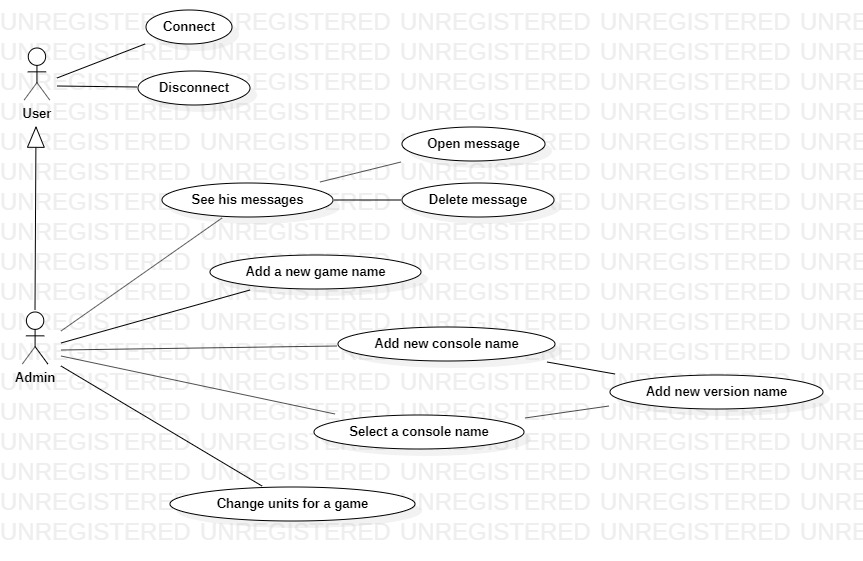 UNREGISTERED
Connect
Disconnect
User
Open message
See his messages
Delete message
Add a new game name
Add new console name
Admin
Add new version name
Select a console name
Change units for a game